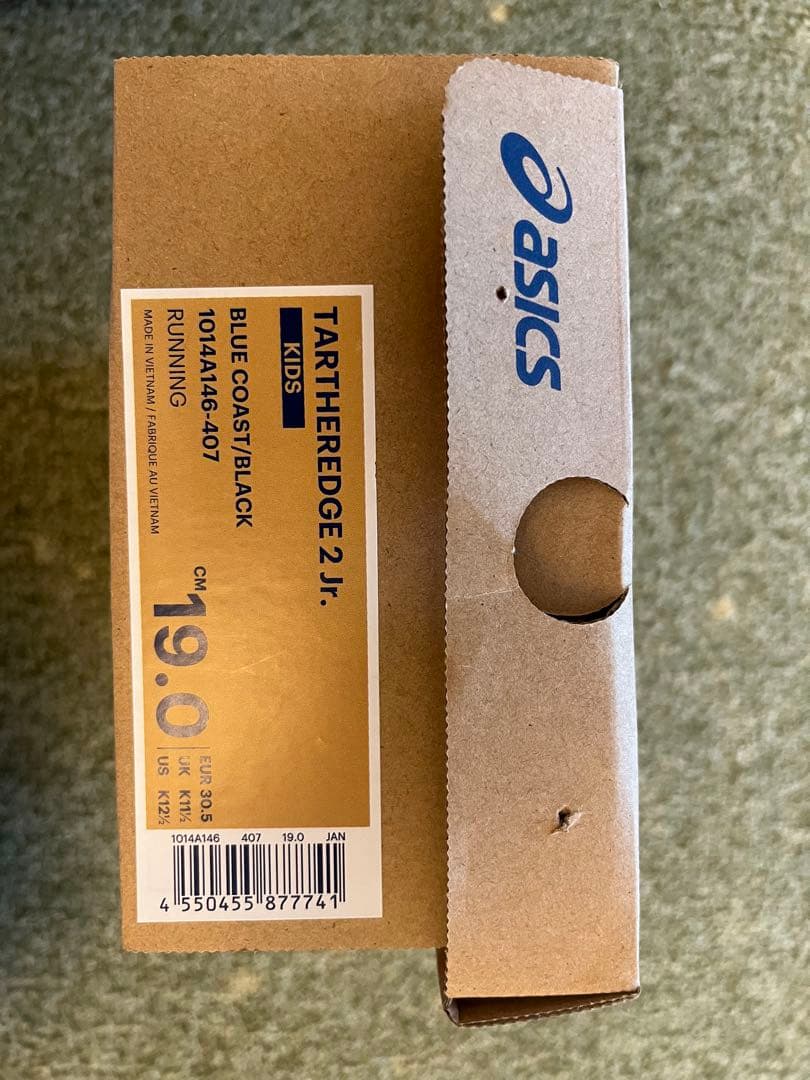 asics
TARTHEREDGE 2 Jr.
KIDS
BLUE COAST/BLACK
1014A146-407
RUNNING
MADE IN VIETNAM / FABRIQUE AU VIETNAM
CM 19.0
EUR 30.5
UK K11½
US K12½
1014A146 407 19.0 JAN
4 550455 877741